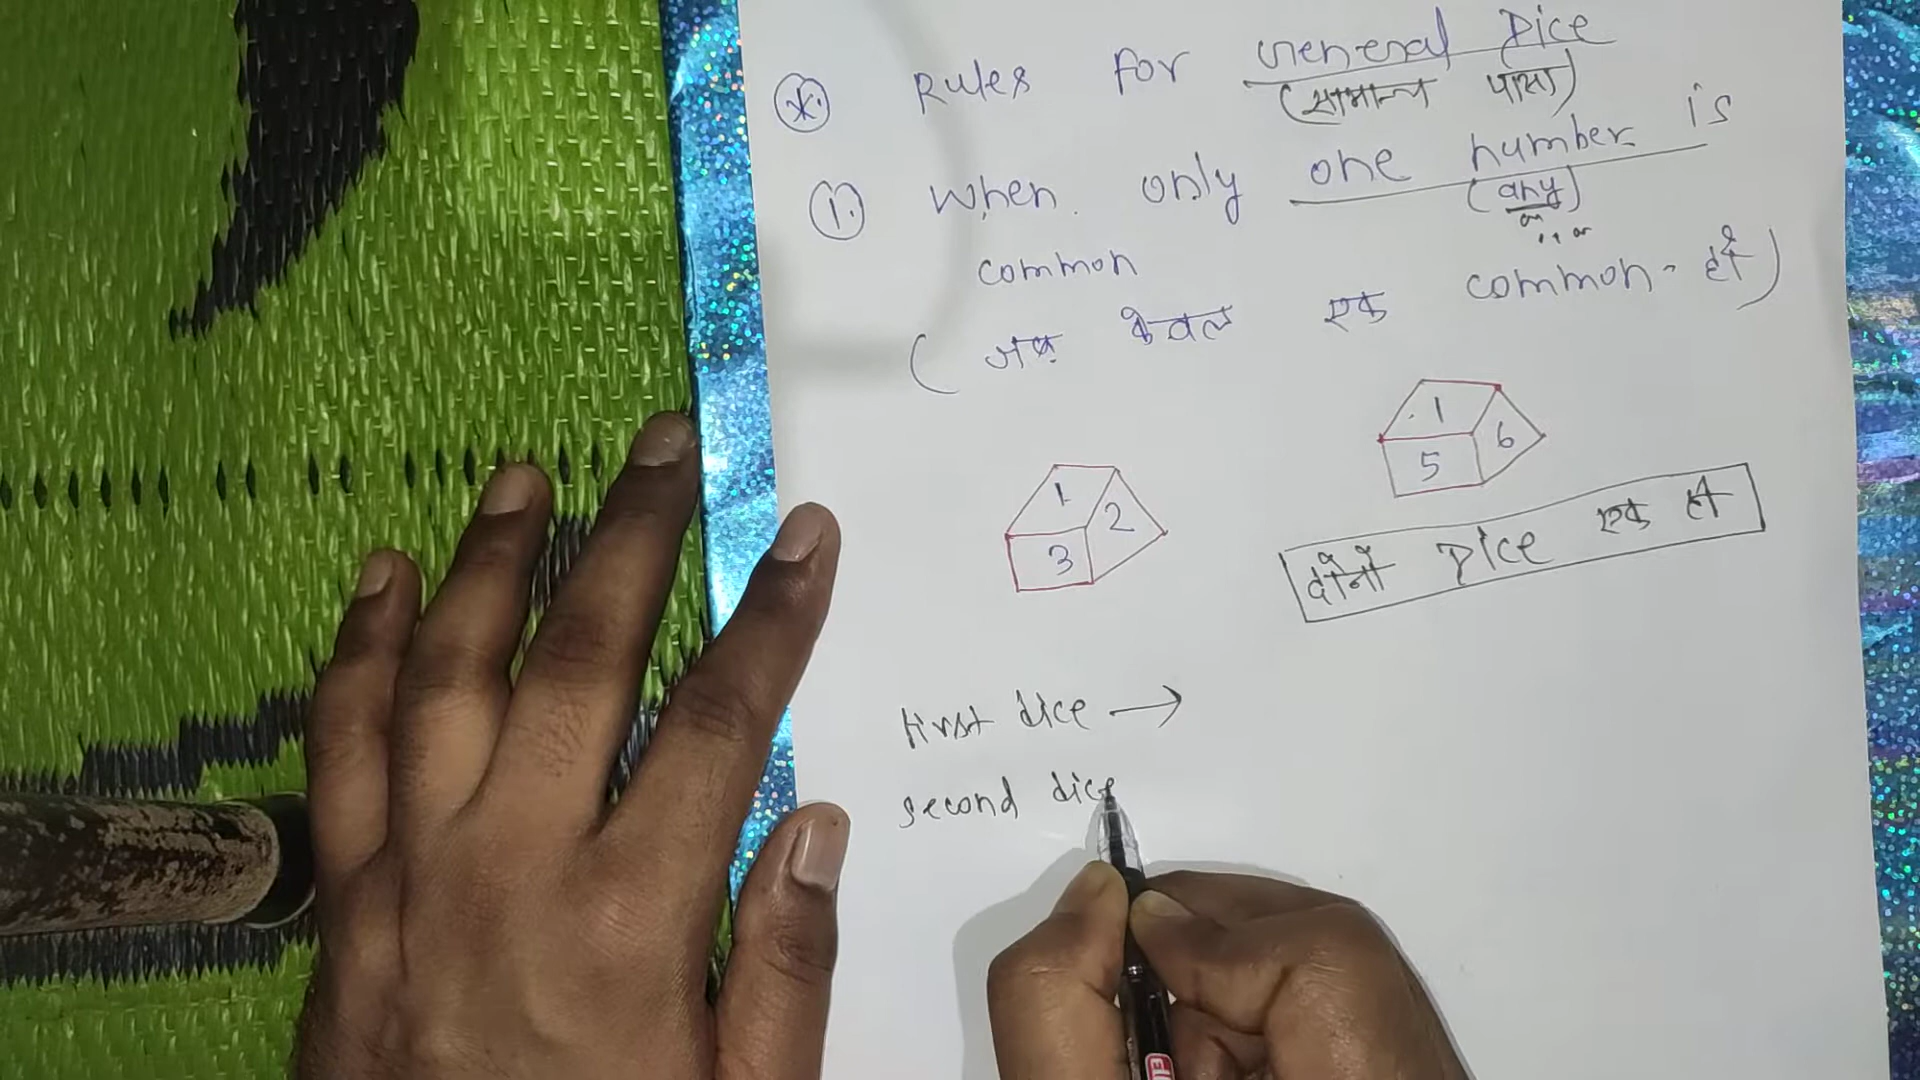 * Rules for General Dice
(सामान्य पासा)
1. When only one number is
(any)
common
( जब केवल एक common - हो )
1
2
3
1
6
5
दोनों Dice एक हो
First dice →
second dice